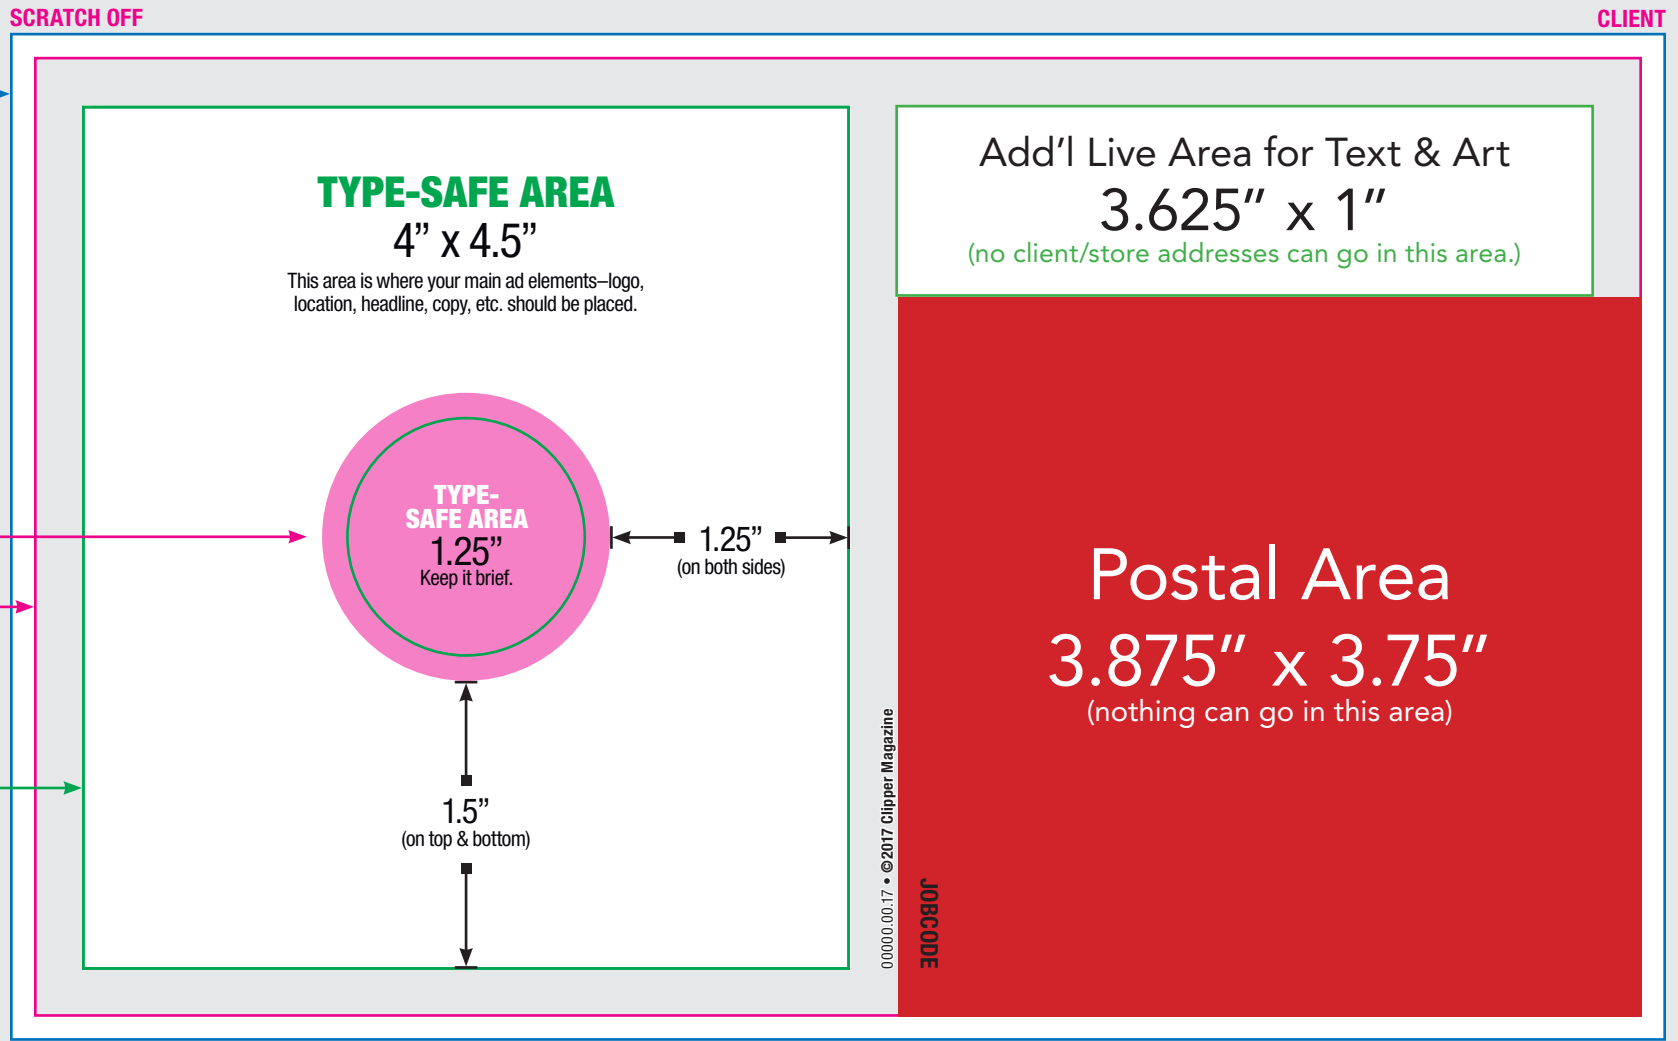 SCRATCH OFF
CLIENT
TYPE-SAFE AREA
4” x 4.5”
This area is where your main ad elements–logo,
location, headline, copy, etc. should be placed.
Add’l Live Area for Text & Art
3.625” x 1”
(no client/store addresses can go in this area.)
TYPE-
SAFE AREA
1.25”
Keep it brief.
1.25”
(on both sides)
1.5”
(on top & bottom)
Postal Area
3.875” x 3.75”
(nothing can go in this area)
00000.00.17 • ©2017 Clipper Magazine
JOBCODE